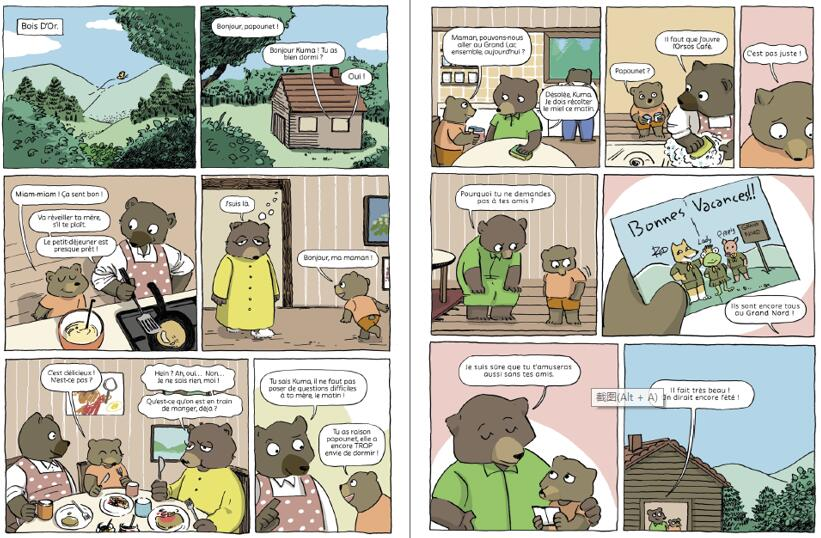 Bois D'Or.
Bonjour, papounet !
Bonjour Kuma ! Tu as
bien dormi ?
Oui !
Miam-miam ! Ça sent bon !
Va réveiller ta mère,
s'il te plaît.
Le petit-déjeuner est
presque prêt !
J'suis là.
Bonjour, ma maman !
C'est délicieux !
N'est-ce pas ?
Hein ? Ah, oui... Non...
Je ne sais rien, moi !
Qu'est-ce qu'on est en train
de manger, déjà ?
Tu sais Kuma, il ne faut pas
poser de questions difficiles
à ta mère, le matin !
Tu as raison
papounet, elle a
encore TROP
envie de dormir !
Maman, pouvons-nous
aller au Grand Lac
ensemble, aujourd'hui ?
Désolée, Kuma.
Je dois récolter
le miel ce matin.
Papounet ?
Il faut que j'ouvre
l'Orsos Café.
C'est pas juste !
Pourquoi tu ne demandes
pas à tes amis ?
Bonnes Vacances!!
Lady
GRAND
NORD
Ils sont encore tous
au Grand Nord !
Je suis sûre que tu t'amuseras
aussi sans tes amis.
截图(Alt + A)
Il fait très beau !
On dirait encore l'été !